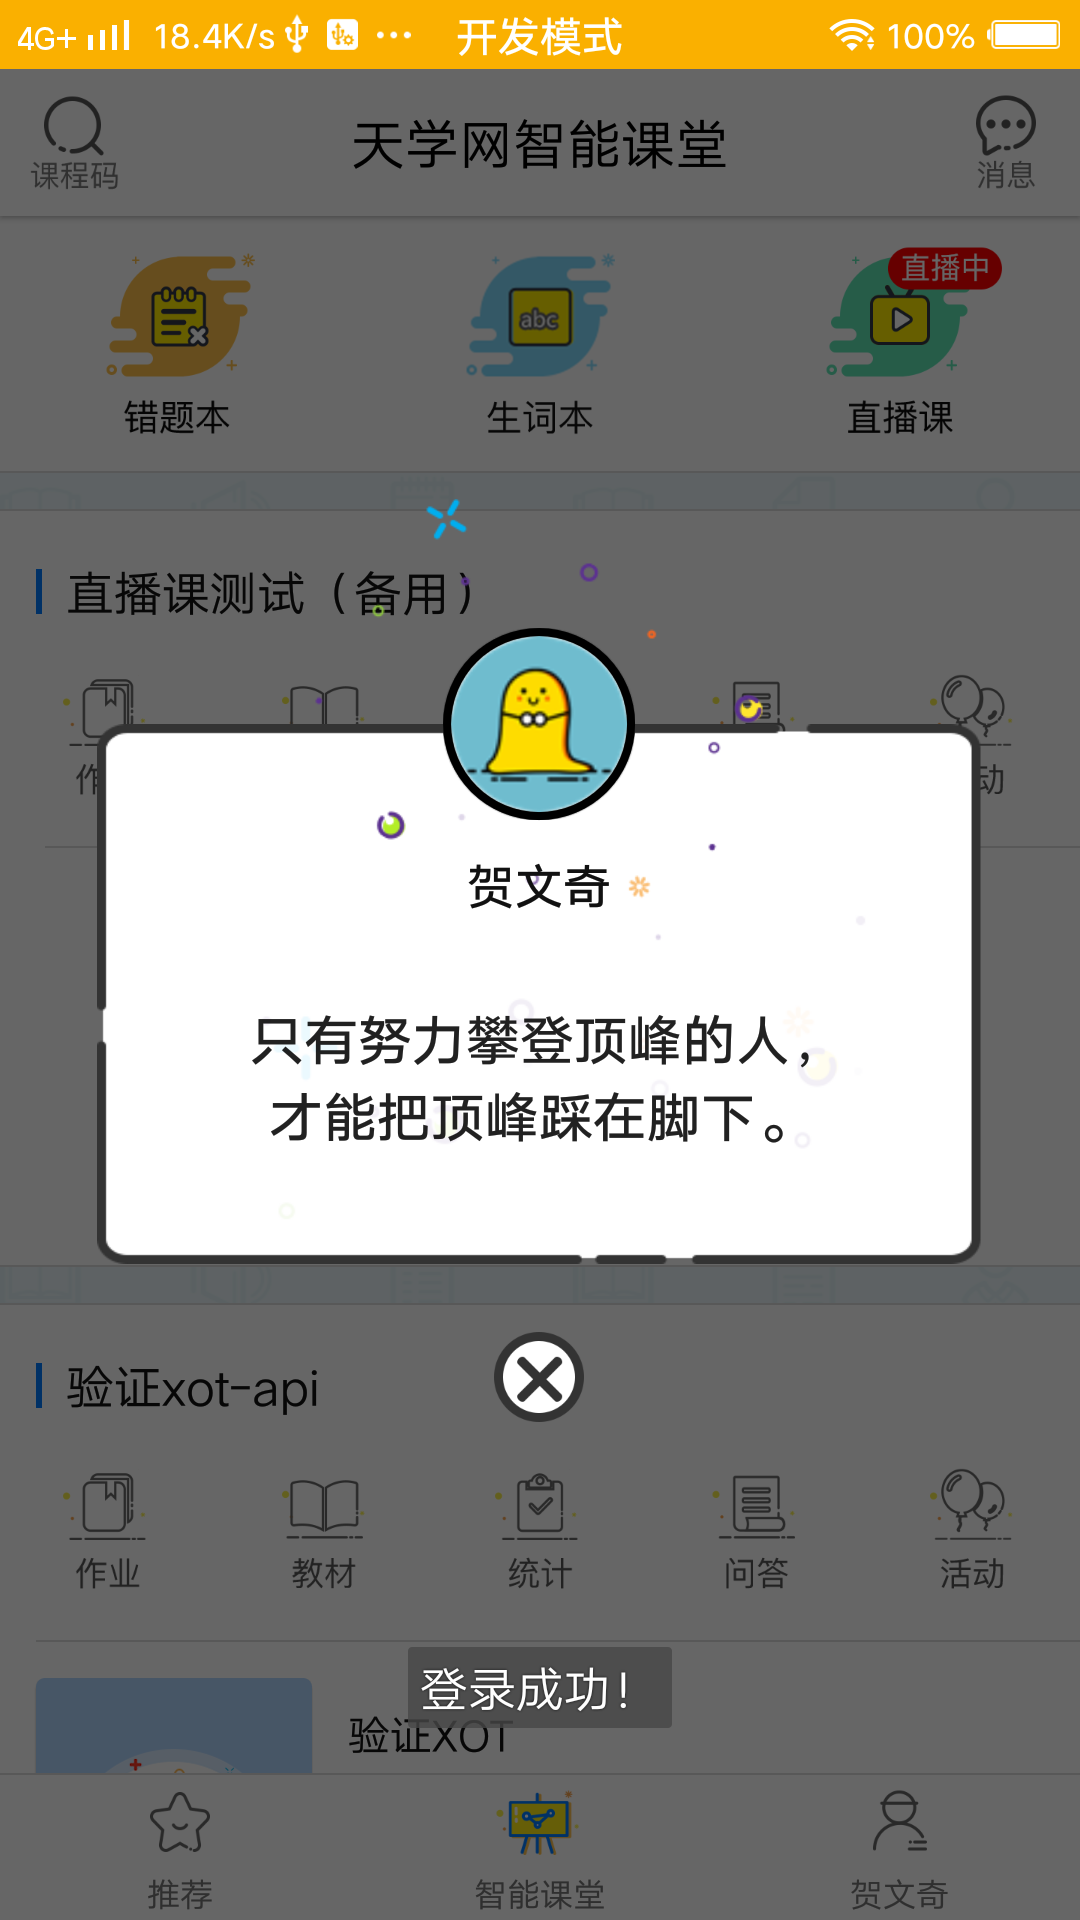 4G+ 18.4K/s 开发模式 100%
课程码
天学网智能课堂
消息
直播中
abc
错题本 生词本 直播课
直播课测试（备用）
作 动
贺文奇
只有努力攀登顶峰的人，
才能把顶峰踩在脚下。
验证xot-api
作业 教材 统计 问答 活动
登录成功！
验证XOT
推荐 智能课堂 贺文奇